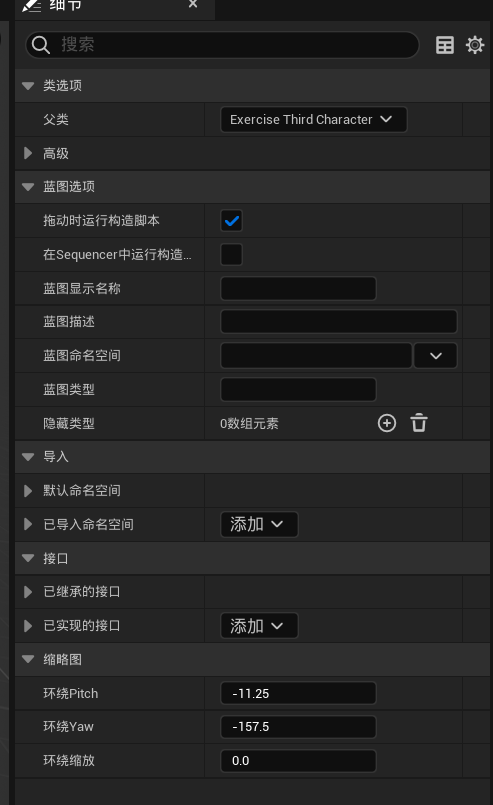 细节
搜索
类选项
父类 Exercise Third Character
高级
蓝图选项
拖动时运行构造脚本
在Sequencer中运行构造...
蓝图显示名称
蓝图描述
蓝图命名空间
蓝图类型
隐藏类型 0数组元素
导入
默认命名空间
已导入命名空间 添加
接口
已继承的接口
已实现的接口 添加
缩略图
环绕Pitch -11.25
环绕Yaw -157.5
环绕缩放 0.0